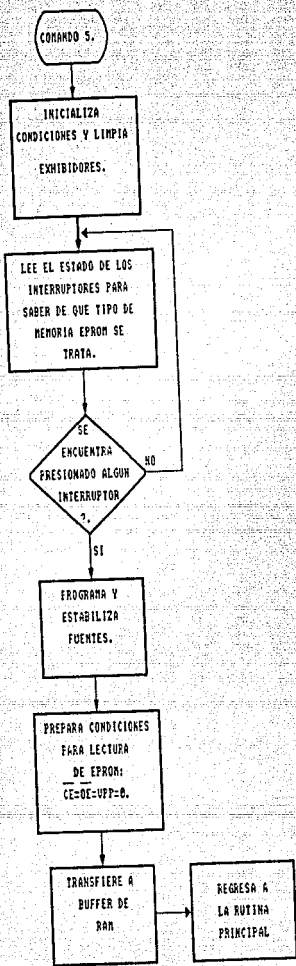 COMANDO 5.
INICIALIZA
CONDICIONES Y LIMPIA
EXHIBIDORES.
LEE EL ESTADO DE LOS
INTERRUPTORES PARA
SABER DE QUE TIPO DE
MEMORIA EPROM SE
TRATA.
SE
ENCUENTRA
PRESIONADO ALGUN
INTERRUPTOR
?.
NO
SI
PROGRAMA Y
ESTABILIZA
FUENTES.
PREPARA CONDICIONES
PARA LECTURA
DE EPROM:
C̅E̅=O̅E̅=VPP=0.
TRANSFIERE A
BUFFER DE
RAM
REGRESA A
LA RUTINA
PRINCIPAL